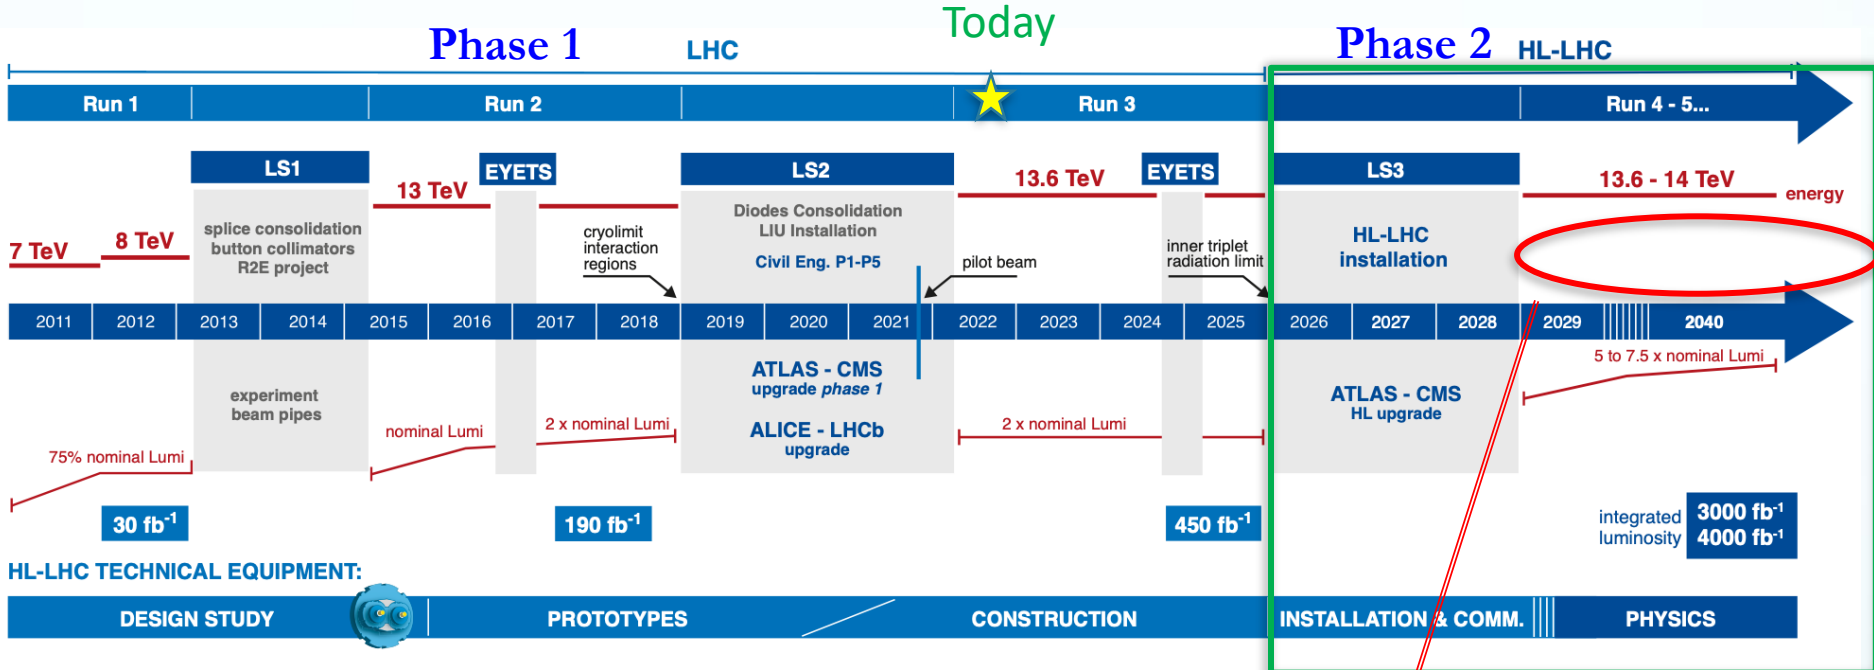 Today
Phase 1
LHC
Phase 2
HL-LHC
Run 1
Run 2
Run 3
Run 4 - 5...
LS1
EYETS
LS2
EYETS
LS3
7 TeV
8 TeV
13 TeV
13.6 TeV
13.6 - 14 TeV
energy
splice consolidation
button collimators
R2E project
cryolimit
interaction
regions
Diodes Consolidation
LIU Installation
Civil Eng. P1-P5
pilot beam
inner triplet
radiation limit
HL-LHC
installation
2011
2012
2013
2014
2015
2016
2017
2018
2019
2020
2021
2022
2023
2024
2025
2026
2027
2028
2029
2040
experiment
beam pipes
ATLAS - CMS
upgrade phase 1
ALICE - LHCb
upgrade
ATLAS - CMS
HL upgrade
5 to 7.5 x nominal Lumi
75% nominal Lumi
nominal Lumi
2 x nominal Lumi
2 x nominal Lumi
30 fb⁻¹
190 fb⁻¹
450 fb⁻¹
integrated
luminosity
3000 fb⁻¹
4000 fb⁻¹
HL-LHC TECHNICAL EQUIPMENT:
DESIGN STUDY
PROTOTYPES
CONSTRUCTION
INSTALLATION & COMM.
PHYSICS